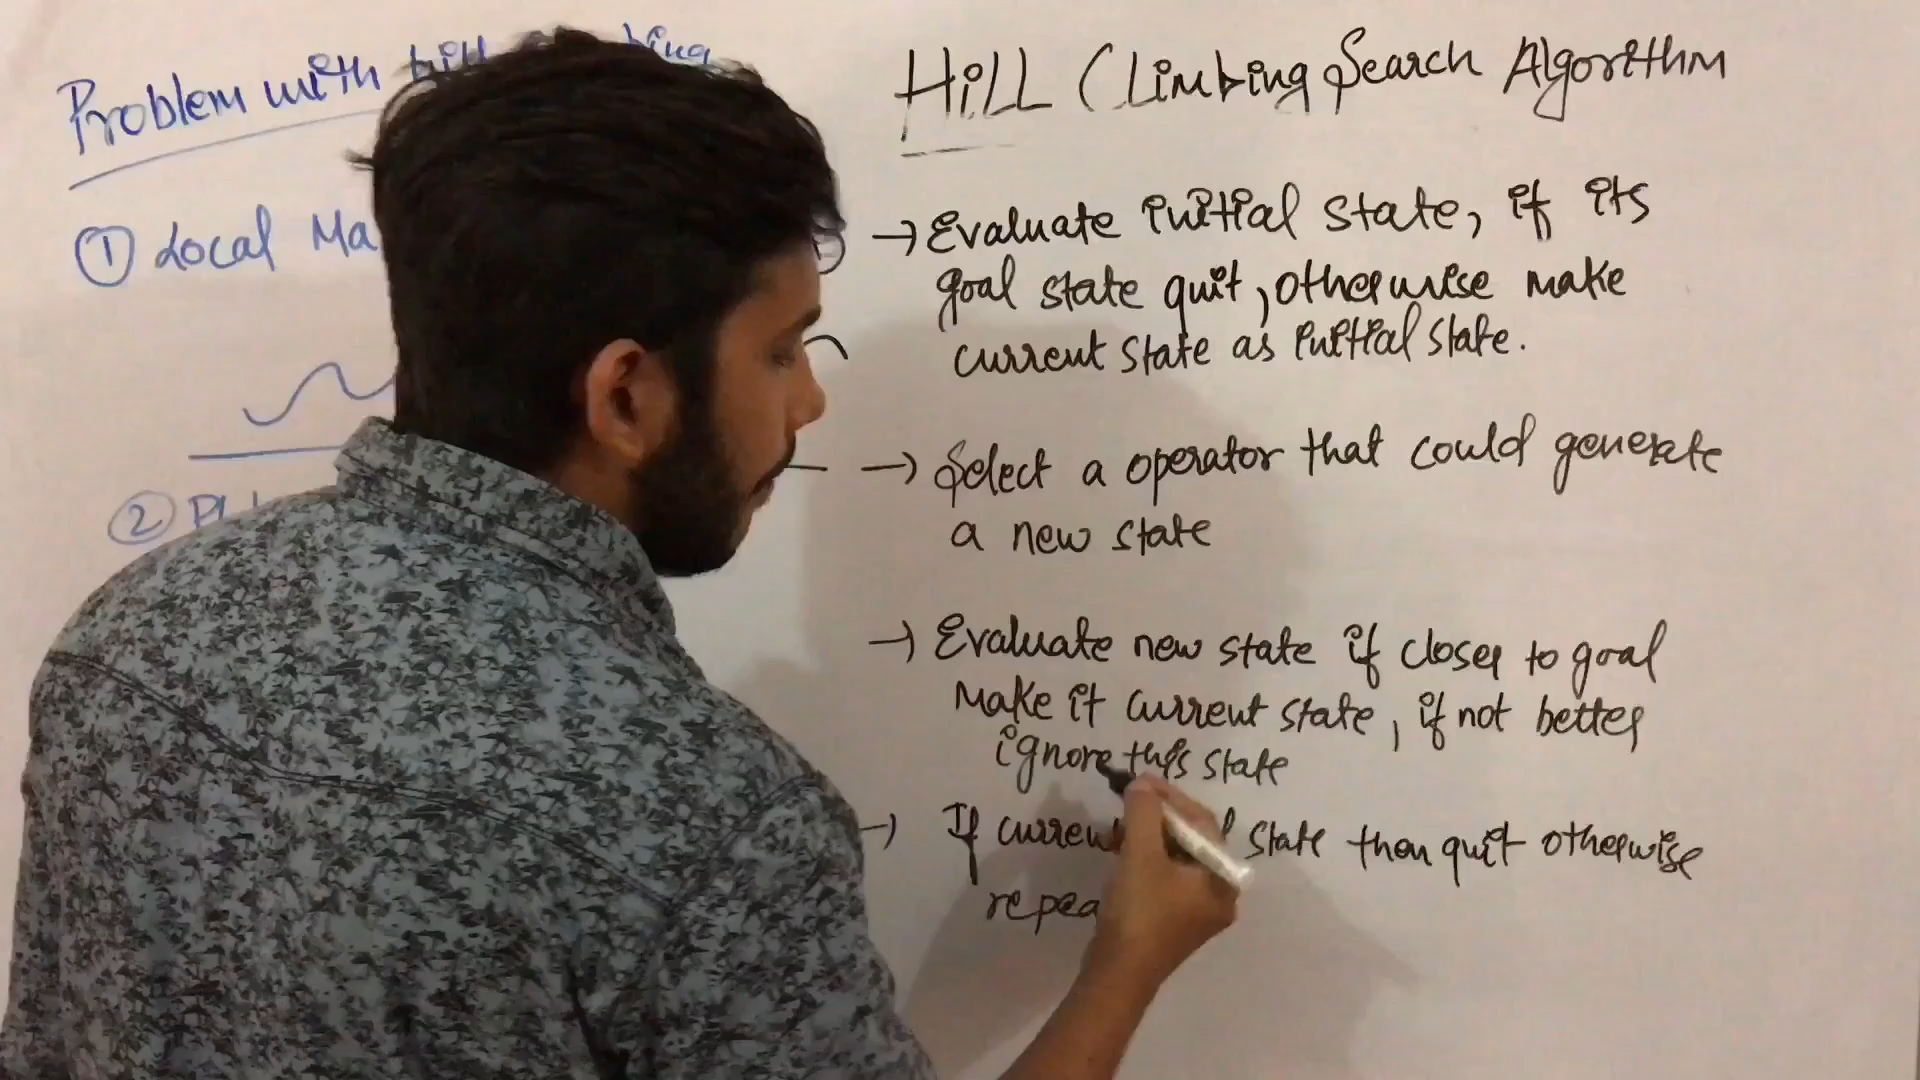 Problem with
① Local Ma
②
Hill Climbing Search Algorithm
→ Evaluate initial state, if its
goal state quit, otherwise make
current state as initial state.
→ Select a operator that could generate
a new state
→ Evaluate new state if closer to goal
make it current state, if not better
ignore this state
→ If current state then quit otherwise
repea